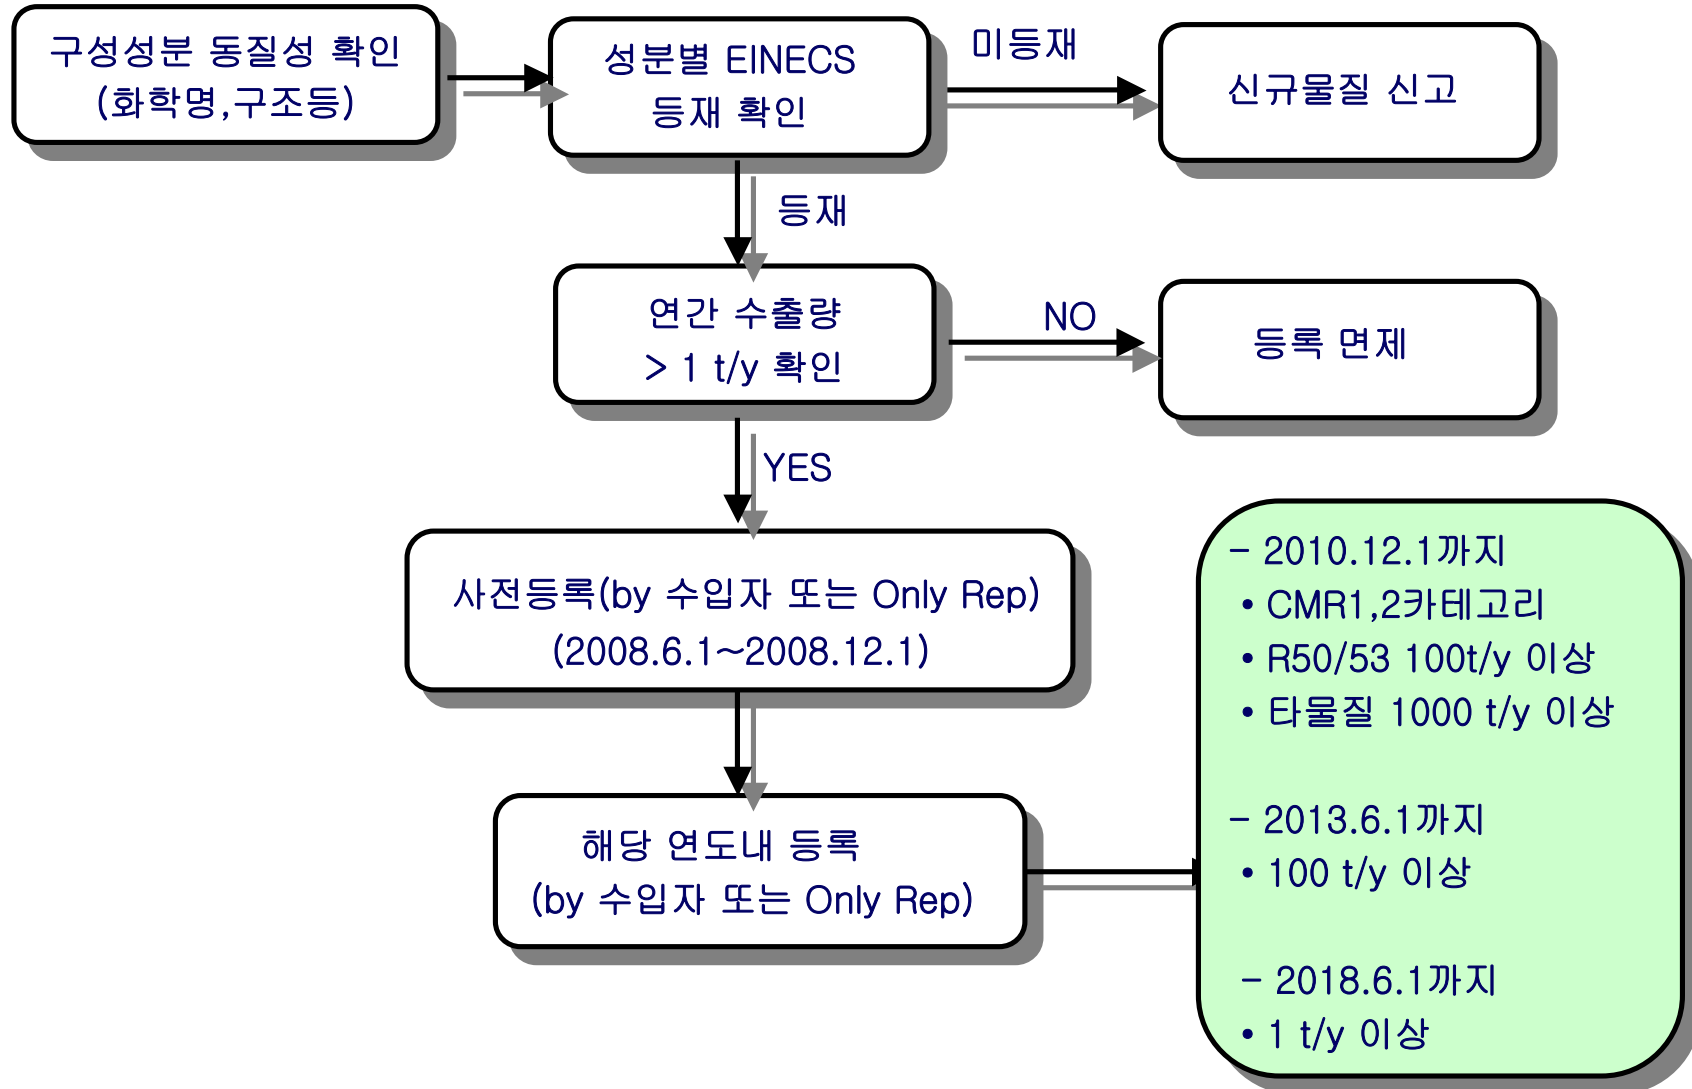 구성성분 동질성 확인
(화학명,구조등)
성분별 EINECS
등재 확인
미등재
신규물질 신고
등재
연간 수출량
> 1 t/y 확인
NO
등록 면제
YES
사전등록(by 수입자 또는 Only Rep)
(2008.6.1~2008.12.1)
해당 연도내 등록
(by 수입자 또는 Only Rep)
- 2010.12.1까지
• CMR1,2카테고리
• R50/53 100t/y 이상
• 타물질 1000 t/y 이상
- 2013.6.1까지
• 100 t/y 이상
- 2018.6.1까지
• 1 t/y 이상